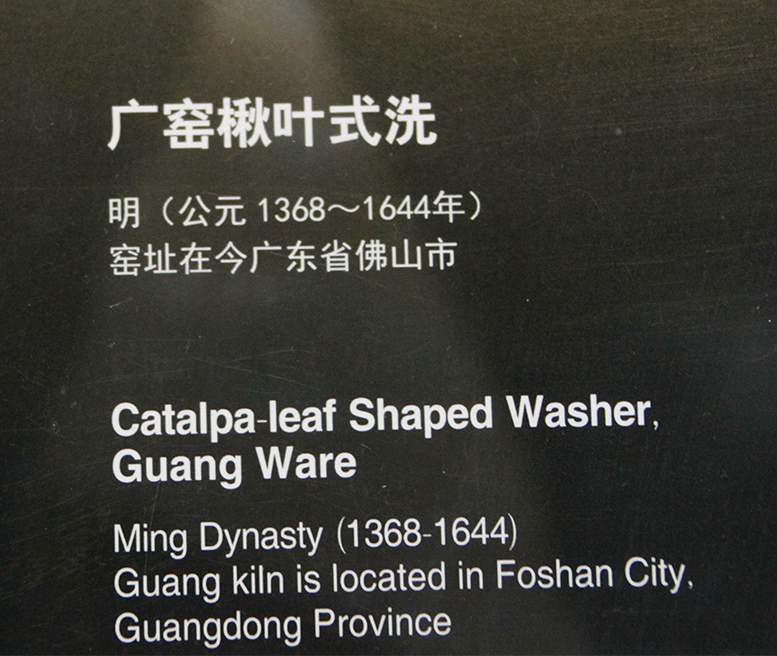 广窑楸叶式洗
明（公元 1368～1644年）
窑址在今广东省佛山市
Catalpa-leaf Shaped Washer,
Guang Ware
Ming Dynasty (1368-1644)
Guang kiln is located in Foshan City,
Guangdong Province